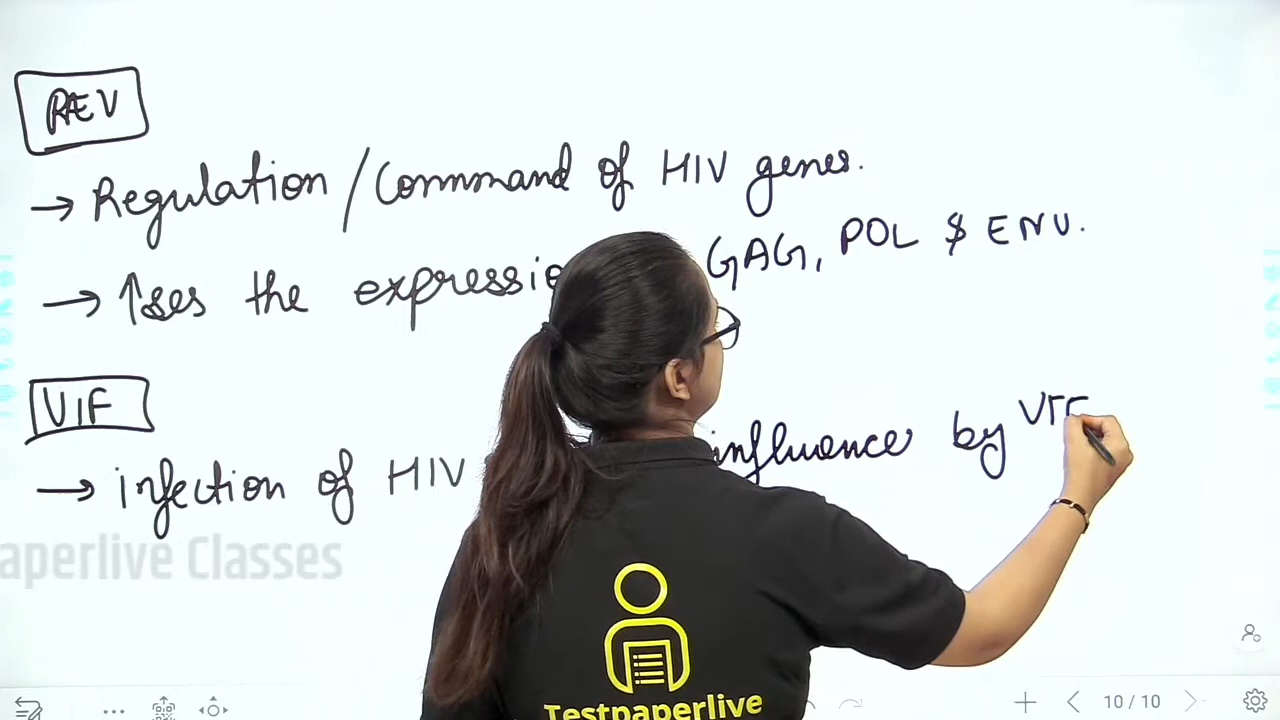 REV
→ Regulation / Command of HIV genes.
→ ↑ses the expressio GAG, POL & ENV.
VIF
→ infection of HIV influence by VIF
aperlive Classes
Testpaperlive
10 / 10